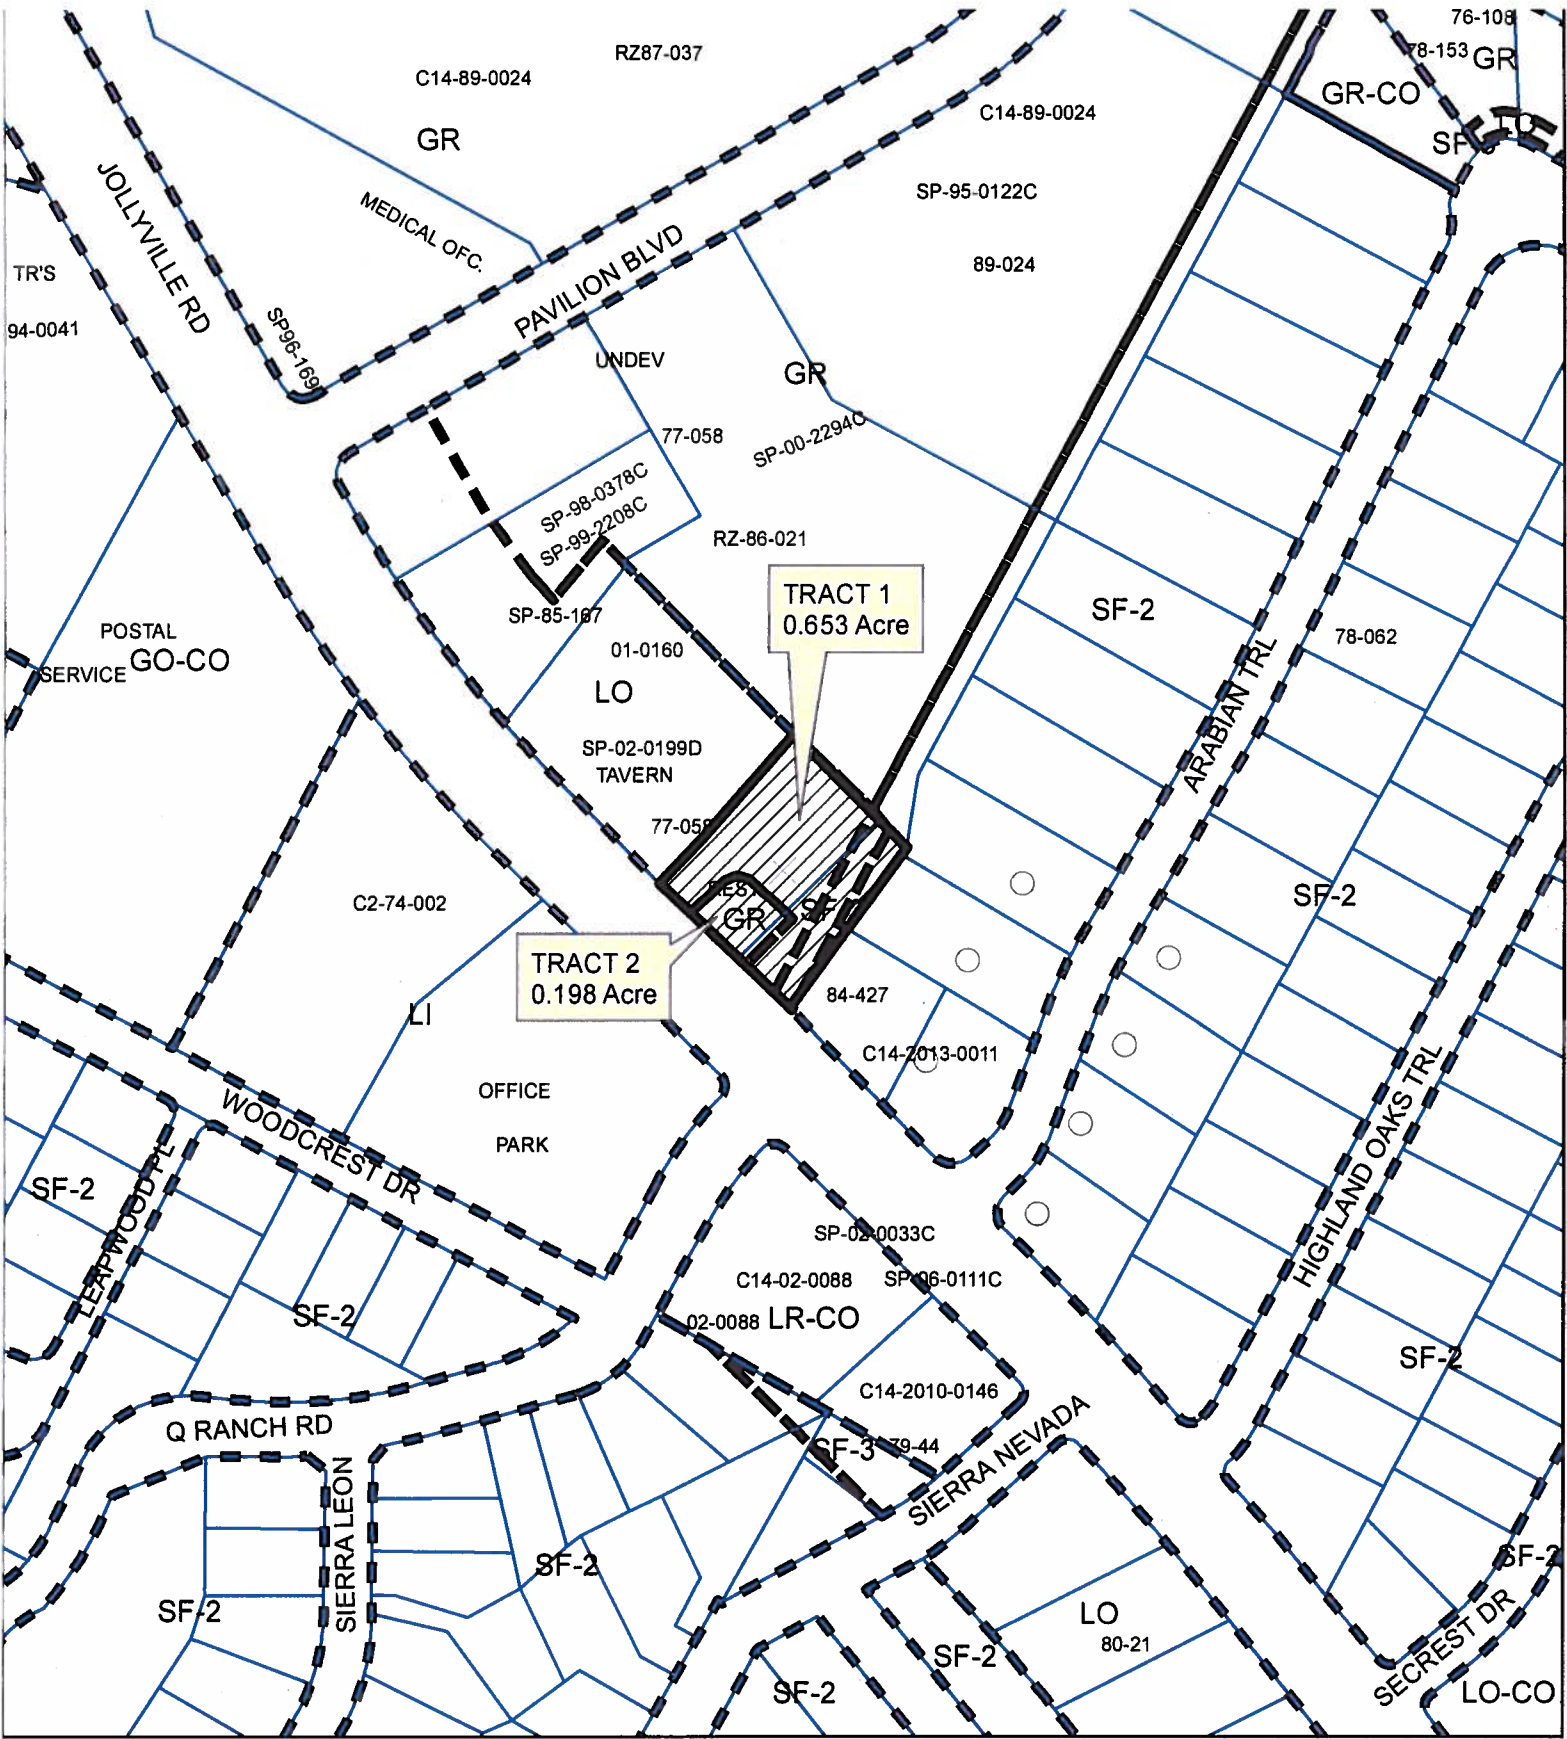 76-108
RZ87-037
78-153
GR
C14-89-0024
GR-CO
C14-89-0024
GR
JOLLYVILLE RD
SP-95-0122C
MEDICAL OFC.
PAVILION BLVD
TR'S
89-024
94-0041
SP96-169
UNDEV
GR
77-058
SP-00-2294C
SP-98-0378C
SP-99-2208C
RZ-86-021
TRACT 1
0.653 Acre
SF-2
SP-85-167
POSTAL
SERVICE
GO-CO
01-0160
78-062
LO
ARABIAN TRL
SP-02-0199D
TAVERN
77-058
C2-74-002
GR
SF-2
TRACT 2
0.198 Acre
84-427
LI
C14-2013-0011
OFFICE
PARK
WOODCREST DR
HIGHLAND OAKS TRL
SF-2
LEAPWOOD PL
SP-02-0033C
C14-02-0088
SP-06-0111C
SF-2
02-0088
LR-CO
SF-2
C14-2010-0146
Q RANCH RD
SF-3
79-44
SIERRA NEVADA
SIERRA LEON
SF-2
SF-2
SF-2
LO
80-21
SECREST DR
SF-2
SF-2
LO-CO